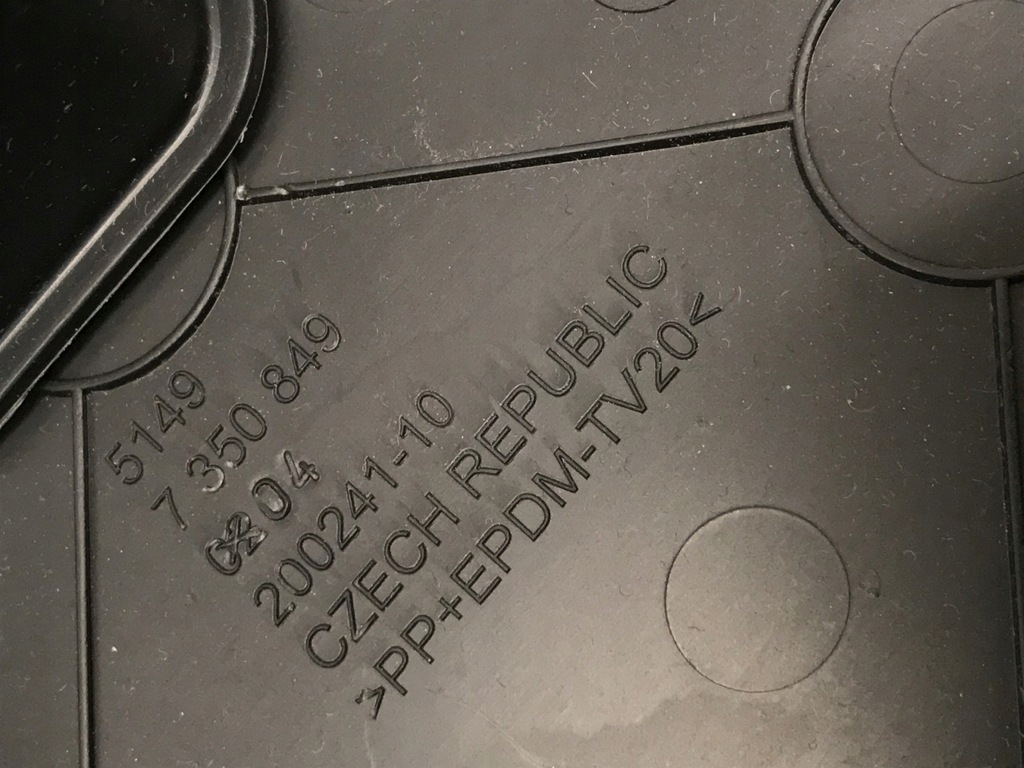 5149
7 350 849
04
200241-10
CZECH REPUBLIC
>PP+EPDM-TV20<